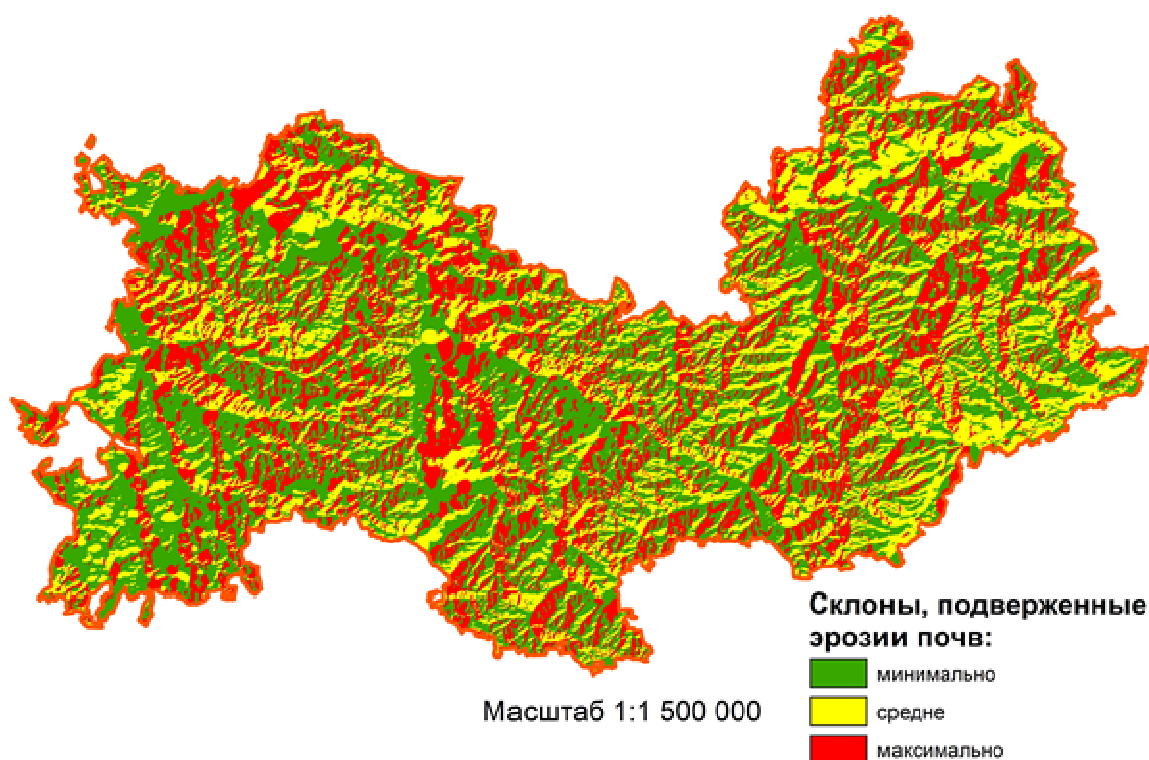 Склоны, подверженные
эрозии почв:
минимально
средне
максимально
Масштаб 1:1 500 000